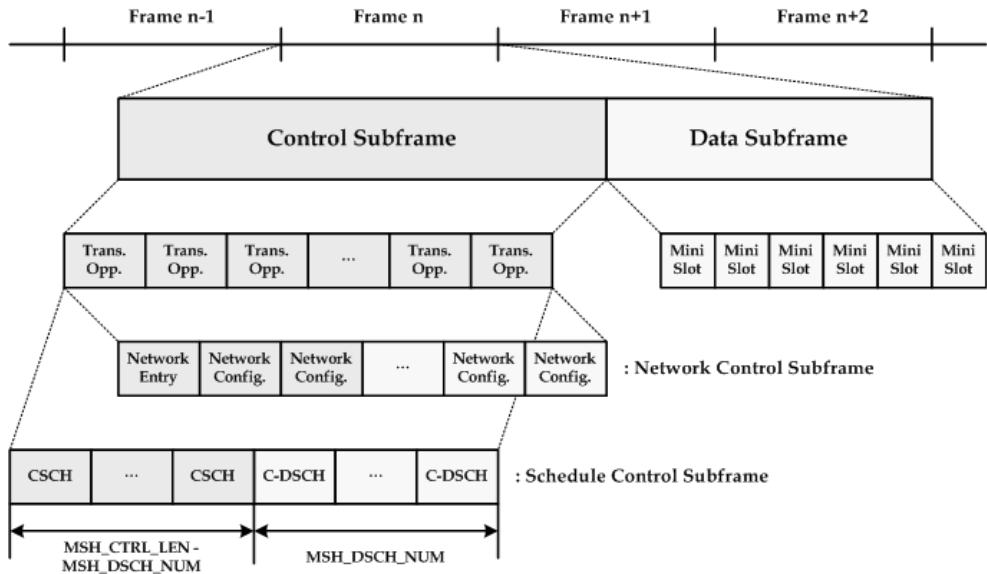 Frame n-1 Frame n Frame n+1 Frame n+2
Control Subframe Data Subframe
Trans. Opp. Trans. Opp. Trans. Opp. ... Trans. Opp. Trans. Opp. Mini Slot Mini Slot Mini Slot Mini Slot Mini Slot Mini Slot
Network Entry Network Config. Network Config. ... Network Config. Network Config. : Network Control Subframe
CSCH ... CSCH C-DSCH ... C-DSCH : Schedule Control Subframe
MSH_CTRL_LEN -
MSH_DSCH_NUM
MSH_DSCH_NUM